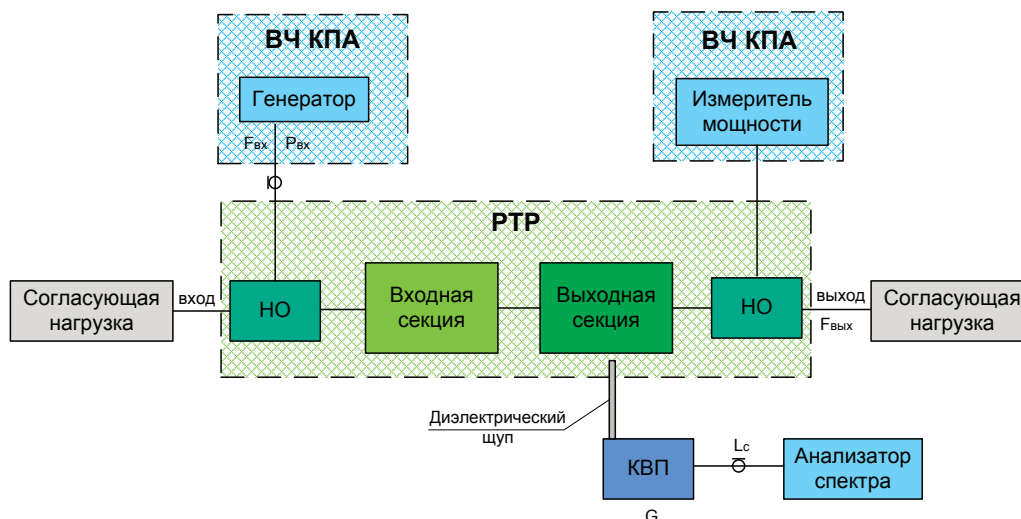 ВЧ КПА
Генератор
Fвх Pвх
ВЧ КПА
Измеритель
мощности
РТР
Согласующая
нагрузка
вход
НО
Входная
секция
Выходная
секция
НО
выход
Fвых
Согласующая
нагрузка
Диэлектрический
щуп
КВП
G
Lc
Анализатор
спектра